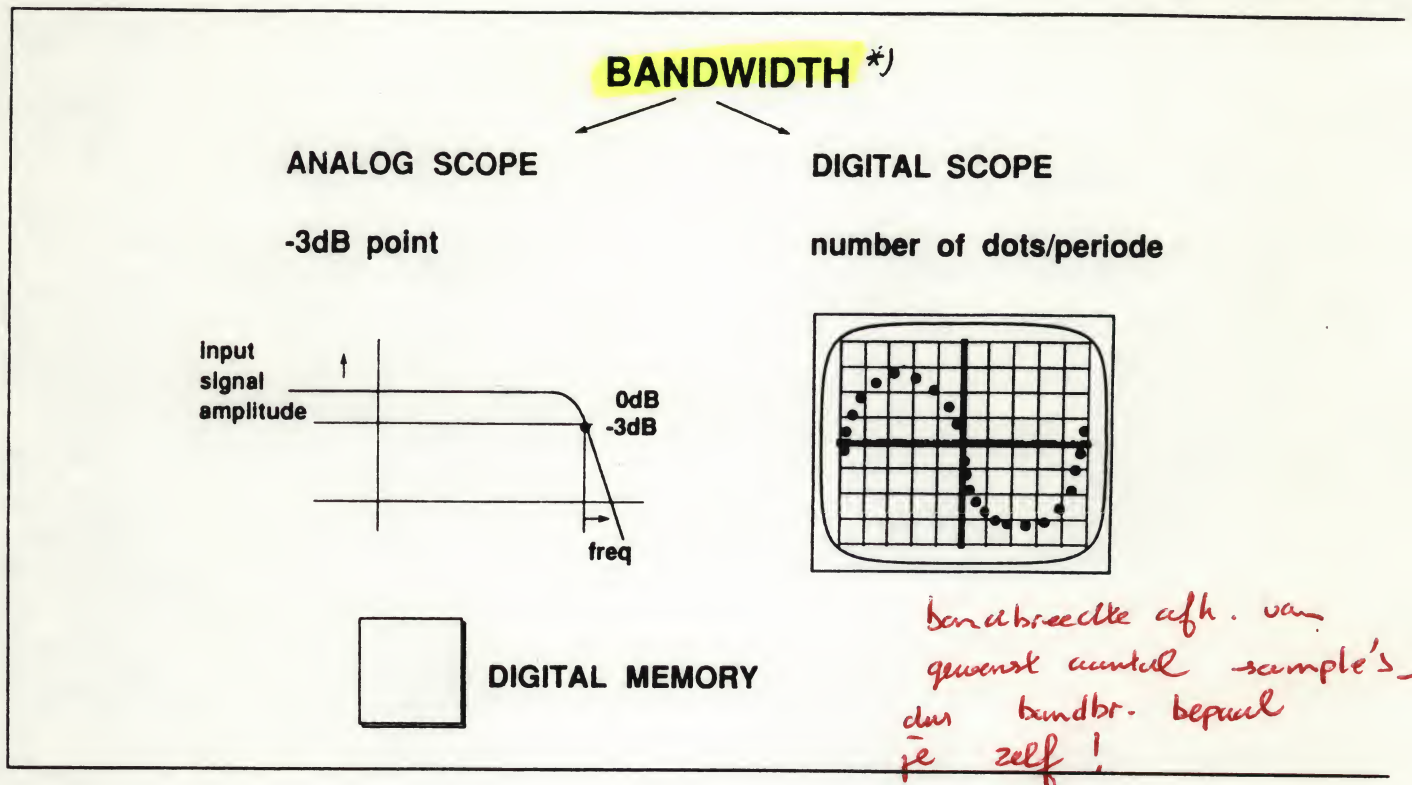 BANDWIDTH *)
ANALOG SCOPE
DIGITAL SCOPE
-3dB point
number of dots/periode
input
signal
amplitude
0dB
-3dB
freq
DIGITAL MEMORY
bandbreedte afh. van
gewenst aantal sample's
dus bandbr. bepaal
je zelf !